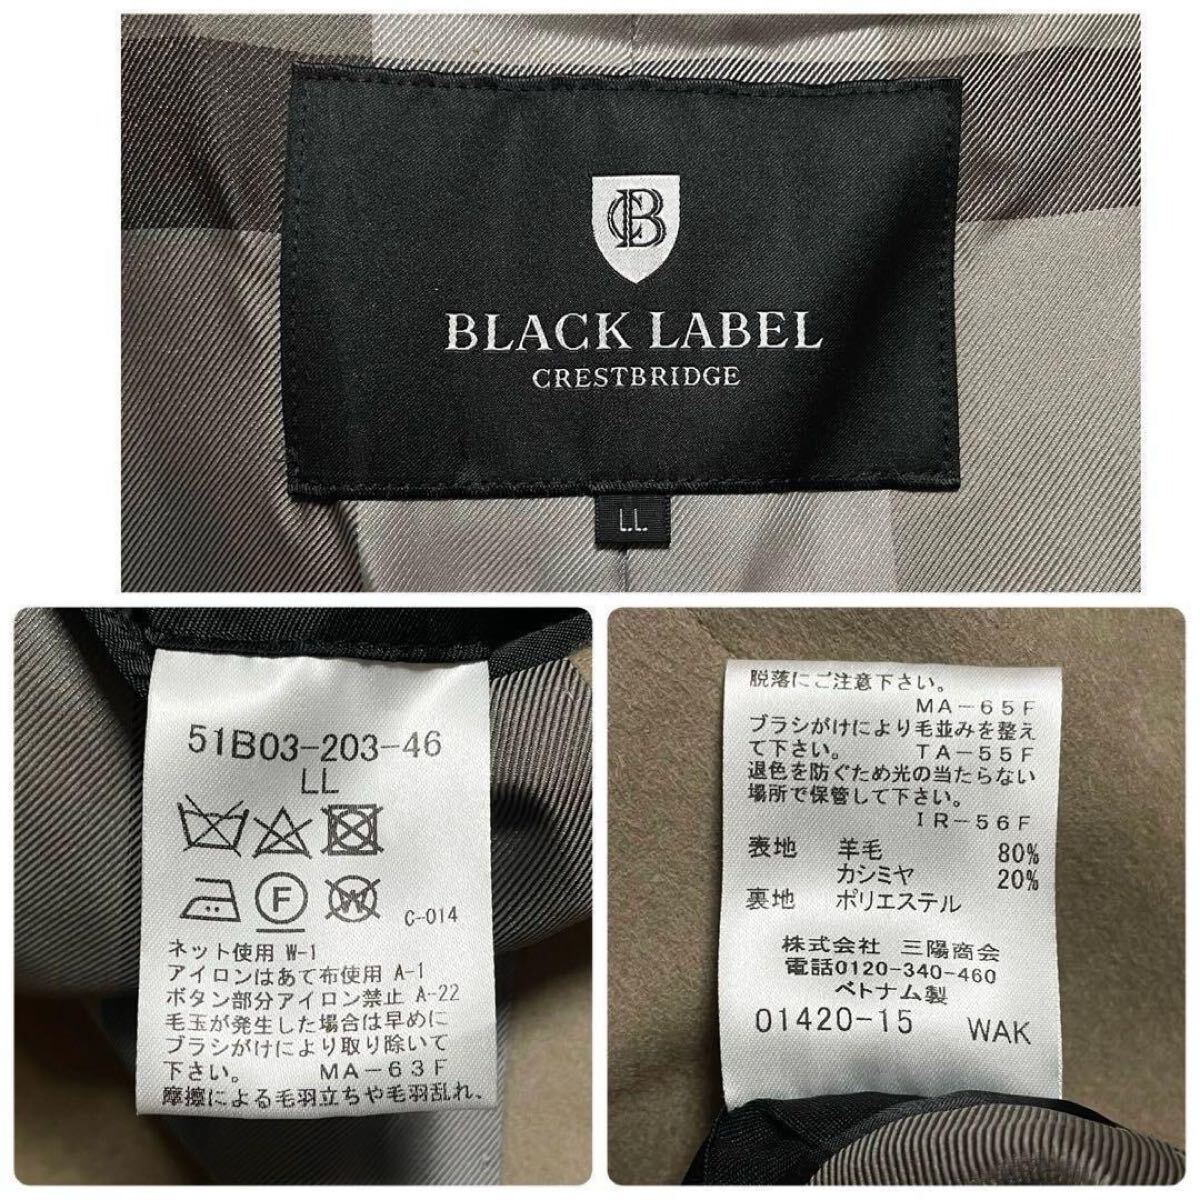 CB
BLACK LABEL
CRESTBRIDGE
LL
51B03-203-46
LL
F
W
C-014
ネット使用 W-1
アイロンはあて布使用 A-1
ボタン部分アイロン禁止 A-22
毛玉が発生した場合は早めに
ブラシがけにより取り除いて
下さい。 MA-63F
摩擦による毛羽立ちや毛羽乱れ、
脱落にご注意下さい。
MA-65F
ブラシがけにより毛並みを整え
て下さい。 TA-55F
退色を防ぐため光の当たらない
場所で保管して下さい。
IR-56F
表地 羊毛 80%
カシミヤ 20%
裏地 ポリエステル
株式会社 三陽商会
電話0120-340-460
ベトナム製
01420-15 WAK